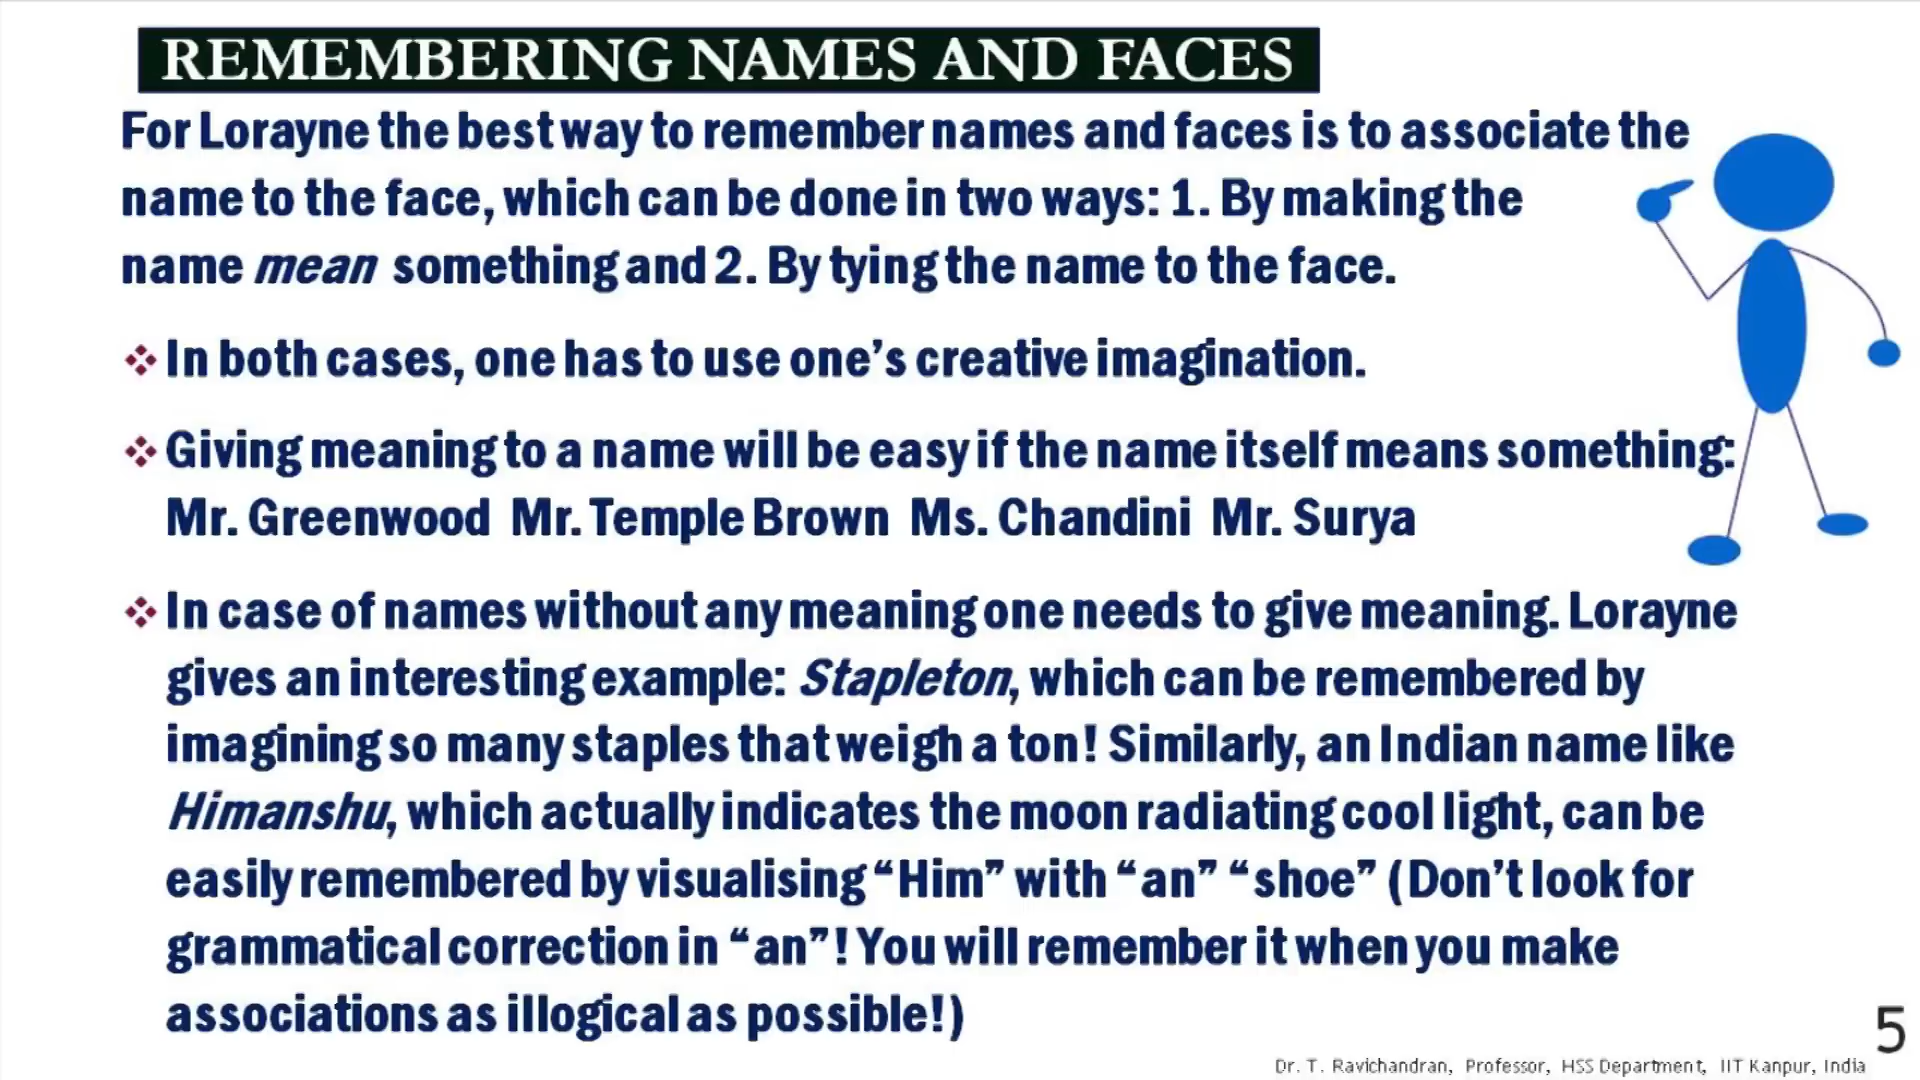 REMEMBERING NAMES AND FACES
For Lorayne the best way to remember names and faces is to associate the
name to the face, which can be done in two ways: 1. By making the
name mean something and 2. By tying the name to the face.
❖ In both cases, one has to use one’s creative imagination.
❖ Giving meaning to a name will be easy if the name itself means something:
Mr. Greenwood Mr. Temple Brown Ms. Chandini Mr. Surya
❖ In case of names without any meaning one needs to give meaning. Lorayne
gives an interesting example: Stapleton, which can be remembered by
imagining so many staples that weigh a ton! Similarly, an Indian name like
Himanshu, which actually indicates the moon radiating cool light, can be
easily remembered by visualising “Him” with “an” “shoe” (Don’t look for
grammatical correction in “an”! You will remember it when you make
associations as illogical as possible!)
5
Dr. T. Ravichandran, Professor, HSS Department, IIT Kanpur, India